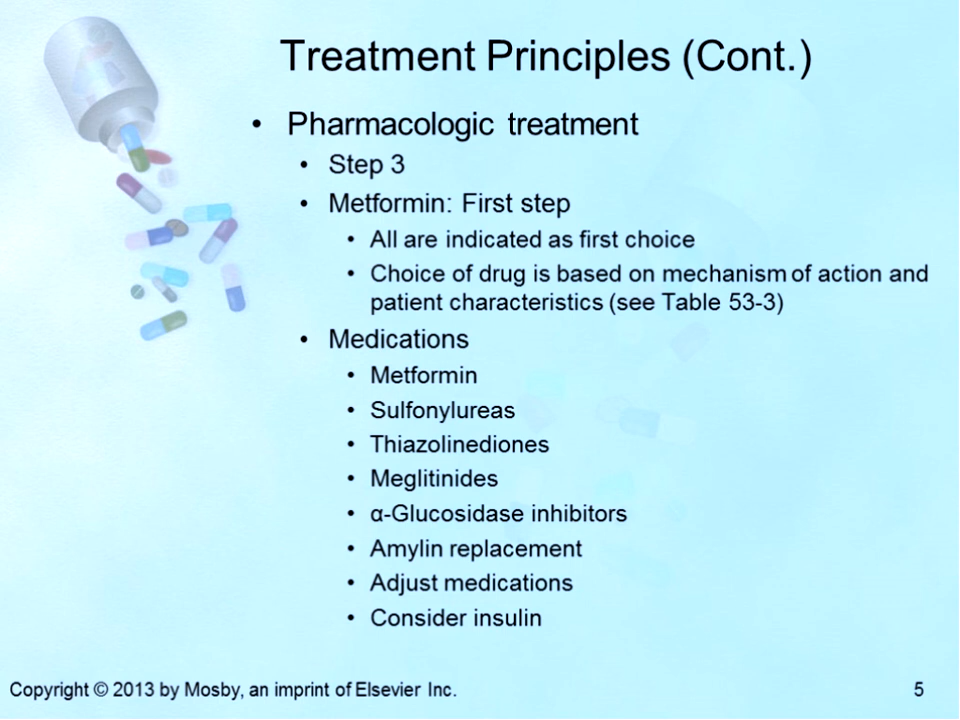 Treatment Principles (Cont.)
• Pharmacologic treatment
• Step 3
• Metformin: First step
• All are indicated as first choice
• Choice of drug is based on mechanism of action and
patient characteristics (see Table 53-3)
• Medications
• Metformin
• Sulfonylureas
• Thiazolinediones
• Meglitinides
• α-Glucosidase inhibitors
• Amylin replacement
• Adjust medications
• Consider insulin
Copyright © 2013 by Mosby, an imprint of Elsevier Inc.
5